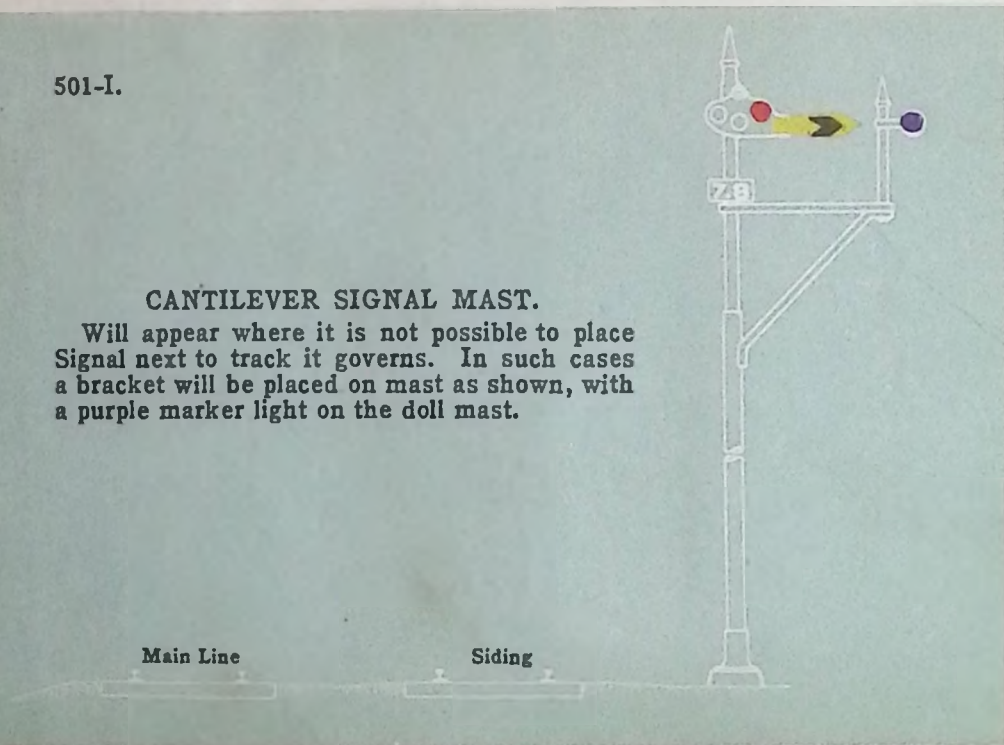 501-I.
7.8
CANTILEVER SIGNAL MAST.
Will appear where it is not possible to place
Signal next to track it governs. In such cases
a bracket will be placed on mast as shown, with
a purple marker light on the doll mast.
Main Line
Siding